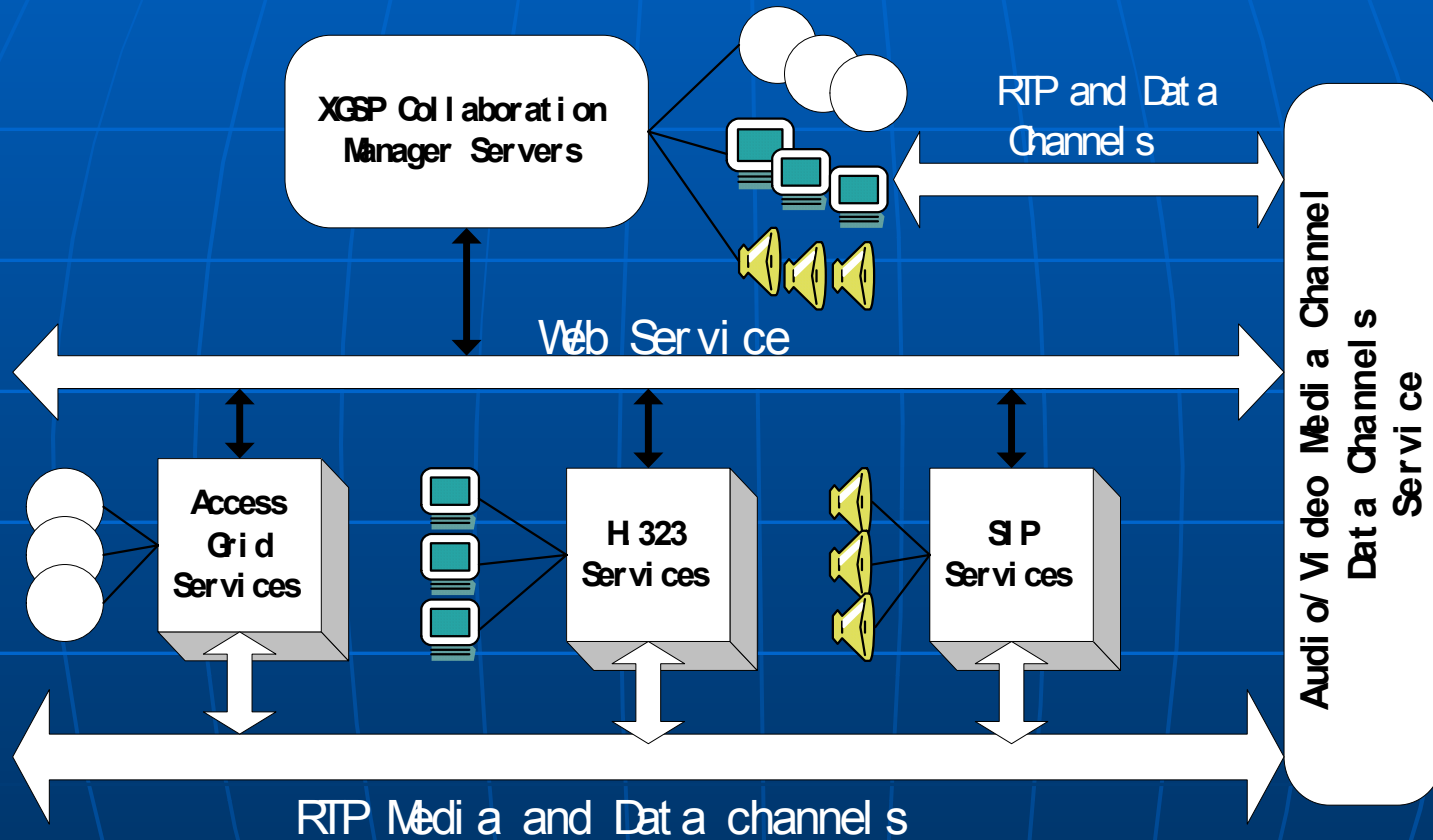 XGSP Collaboration
Manager Servers
RTP and Data
Channels
Web Service
Access
Grid
Services
H.323
Services
SIP
Services
Audio/Video Media Channel
Data Channels
Service
RTP Media and Data channels